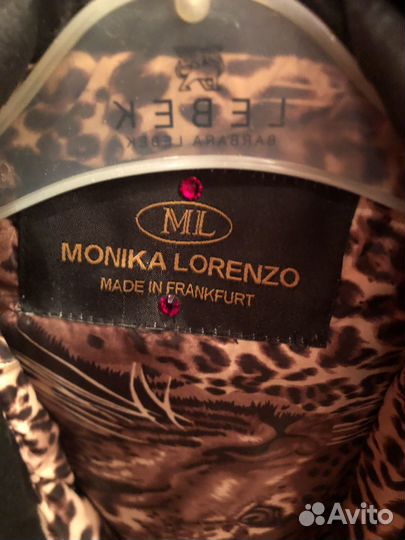 LEBEK
BARBARA LEBEK
ML
MONIKA LORENZO
MADE IN FRANKFURT
Avito